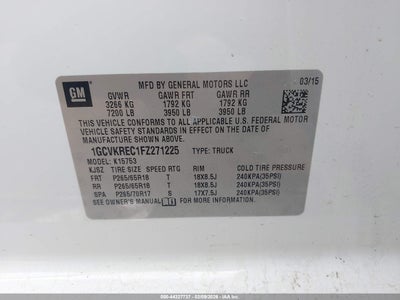 GM
MFD BY GENERAL MOTORS LLC 03/15
GVWR GAWR FRT GAWR RR
3266 KG 1792 KG 1792 KG
7200 LB 3950 LB 3950 LB
THIS VEHICLE CONFORMS TO ALL APPLICABLE U.S. FEDERAL MOTOR
VEHICLE SAFETY STANDARDS IN EFFECT ON THE DATE OF
MANUFACTURE SHOWN ABOVE.
1GCVKREC1FZ271225 TYPE: TRUCK
MODEL: K15753
KJSZ TIRE SIZE SPEED RTG RIM COLD TIRE PRESSURE
FRT P265/65R18 T 18X8.5J 240KPA(35PSI)
RR P265/65R18 T 18X8.5J 240KPA(35PSI)
SPA P265/70R17 S 17X7.5J 240KPA(35PSI)
SEE OWNER'S MANUAL FOR MORE INFORMATION.